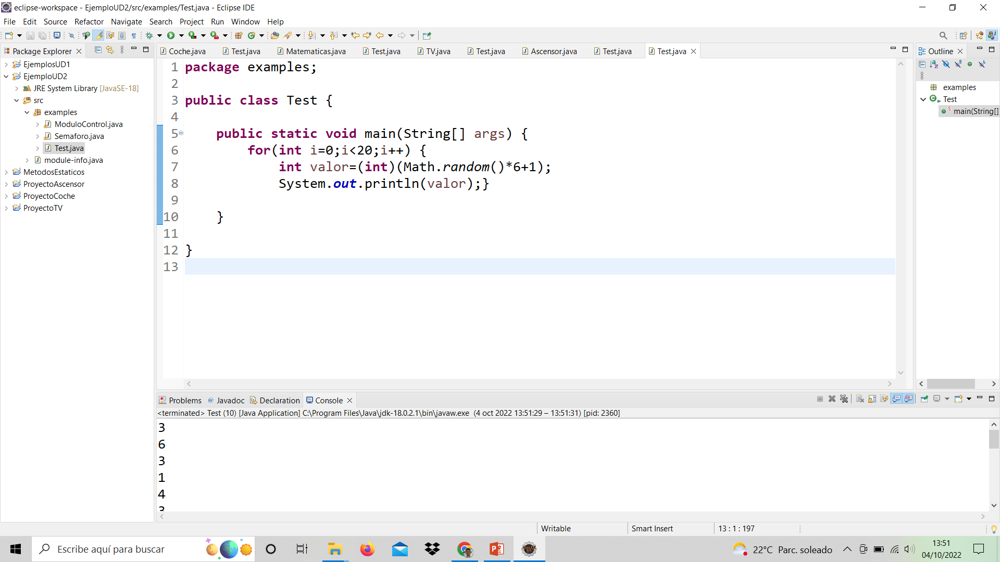 eclipse-workspace - EjemploUD2/src/examples/Test.java - Eclipse IDE
File Edit Source Refactor Navigate Search Project Run Window Help
Package Explorer
EjemplosUD1
EjemploUD2
JRE System Library [JavaSE-18]
src
examples
ModuloControl.java
Semaforo.java
Test.java
module-info.java
MetodosEstaticos
ProyectoAscensor
ProyectoCoche
ProyectoTV
Coche.java Test.java Matematicas.java Test.java TV.java Test.java Ascensor.java Test.java Test.java
1 package examples;
2
3 public class Test {
4
5 public static void main(String[] args) {
6 for(int i=0;i<20;i++) {
7 int valor=(int)(Math.random()*6+1);
8 System.out.println(valor);}
9
10 }
11
12 }
13
Outline
examples
Test
main(String[]
Problems @ Javadoc Declaration Console
<terminated> Test (10) [Java Application] C:\Program Files\Java\jdk-18.0.2.1\bin\javaw.exe (4 oct 2022 13:51:29 – 13:51:31) [pid: 2360]
3
6
3
1
4
3
Writable Smart Insert 13 : 1 : 197
Escribe aquí para buscar
22°C Parc. soleado
13:51
04/10/2022